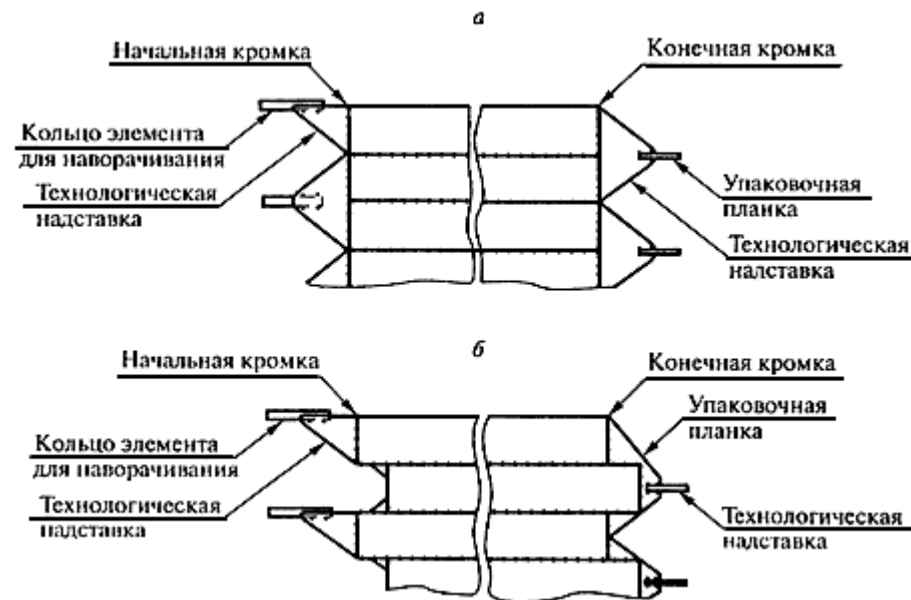 а
Начальная кромка
Конечная кромка
Кольцо элемента
для наворачивания
Технологическая
надставка
Упаковочная
планка
Технологическая
надставка
б
Начальная кромка
Конечная кромка
Упаковочная
планка
Кольцо элемента
для наворачивания
Технологическая
надставка
Технологическая
надставка